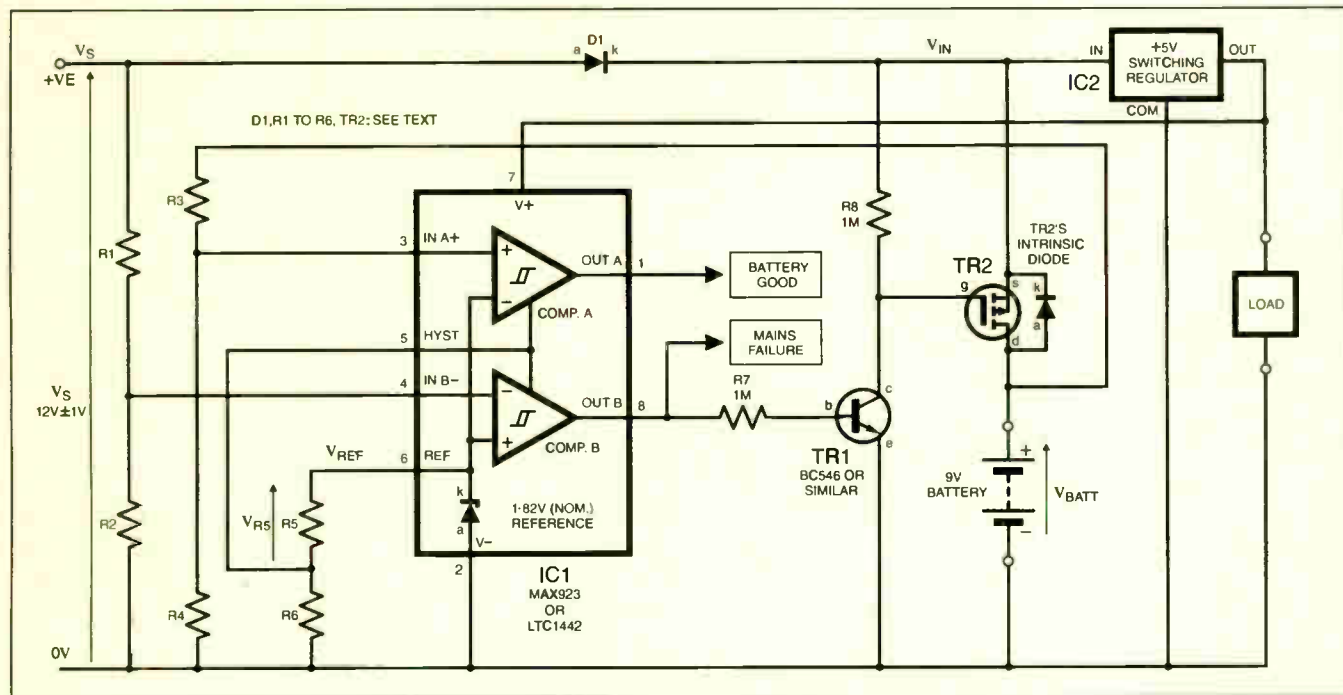 VS
+VE
a
D1
k
VIN
IN
+5V
SWITCHING
REGULATOR
OUT
IC2
COM
D1,R1 TO R6, TR2: SEE TEXT
7
V+
R3
R1
3
IN A+
+
-
OUT A
1
COMP. A
BATTERY
GOOD
MAINS
FAILURE
R8
1M
TR2'S
INTRINSIC
DIODE
TR2
g
s
d
k
a
LOAD
5
HYST
4
IN B-
-
+
OUT B
8
COMP. B
R7
1M
b
c
e
TR1
BC546 OR
SIMILAR
VS
12V±1V
VREF
6
REF
k
a
1·82V (NOM.)
REFERENCE
V-
2
R2
VR5
R5
R4
R6
IC1
MAX923
OR
LTC1442
9V
BATTERY
+
-
VBATT
0V